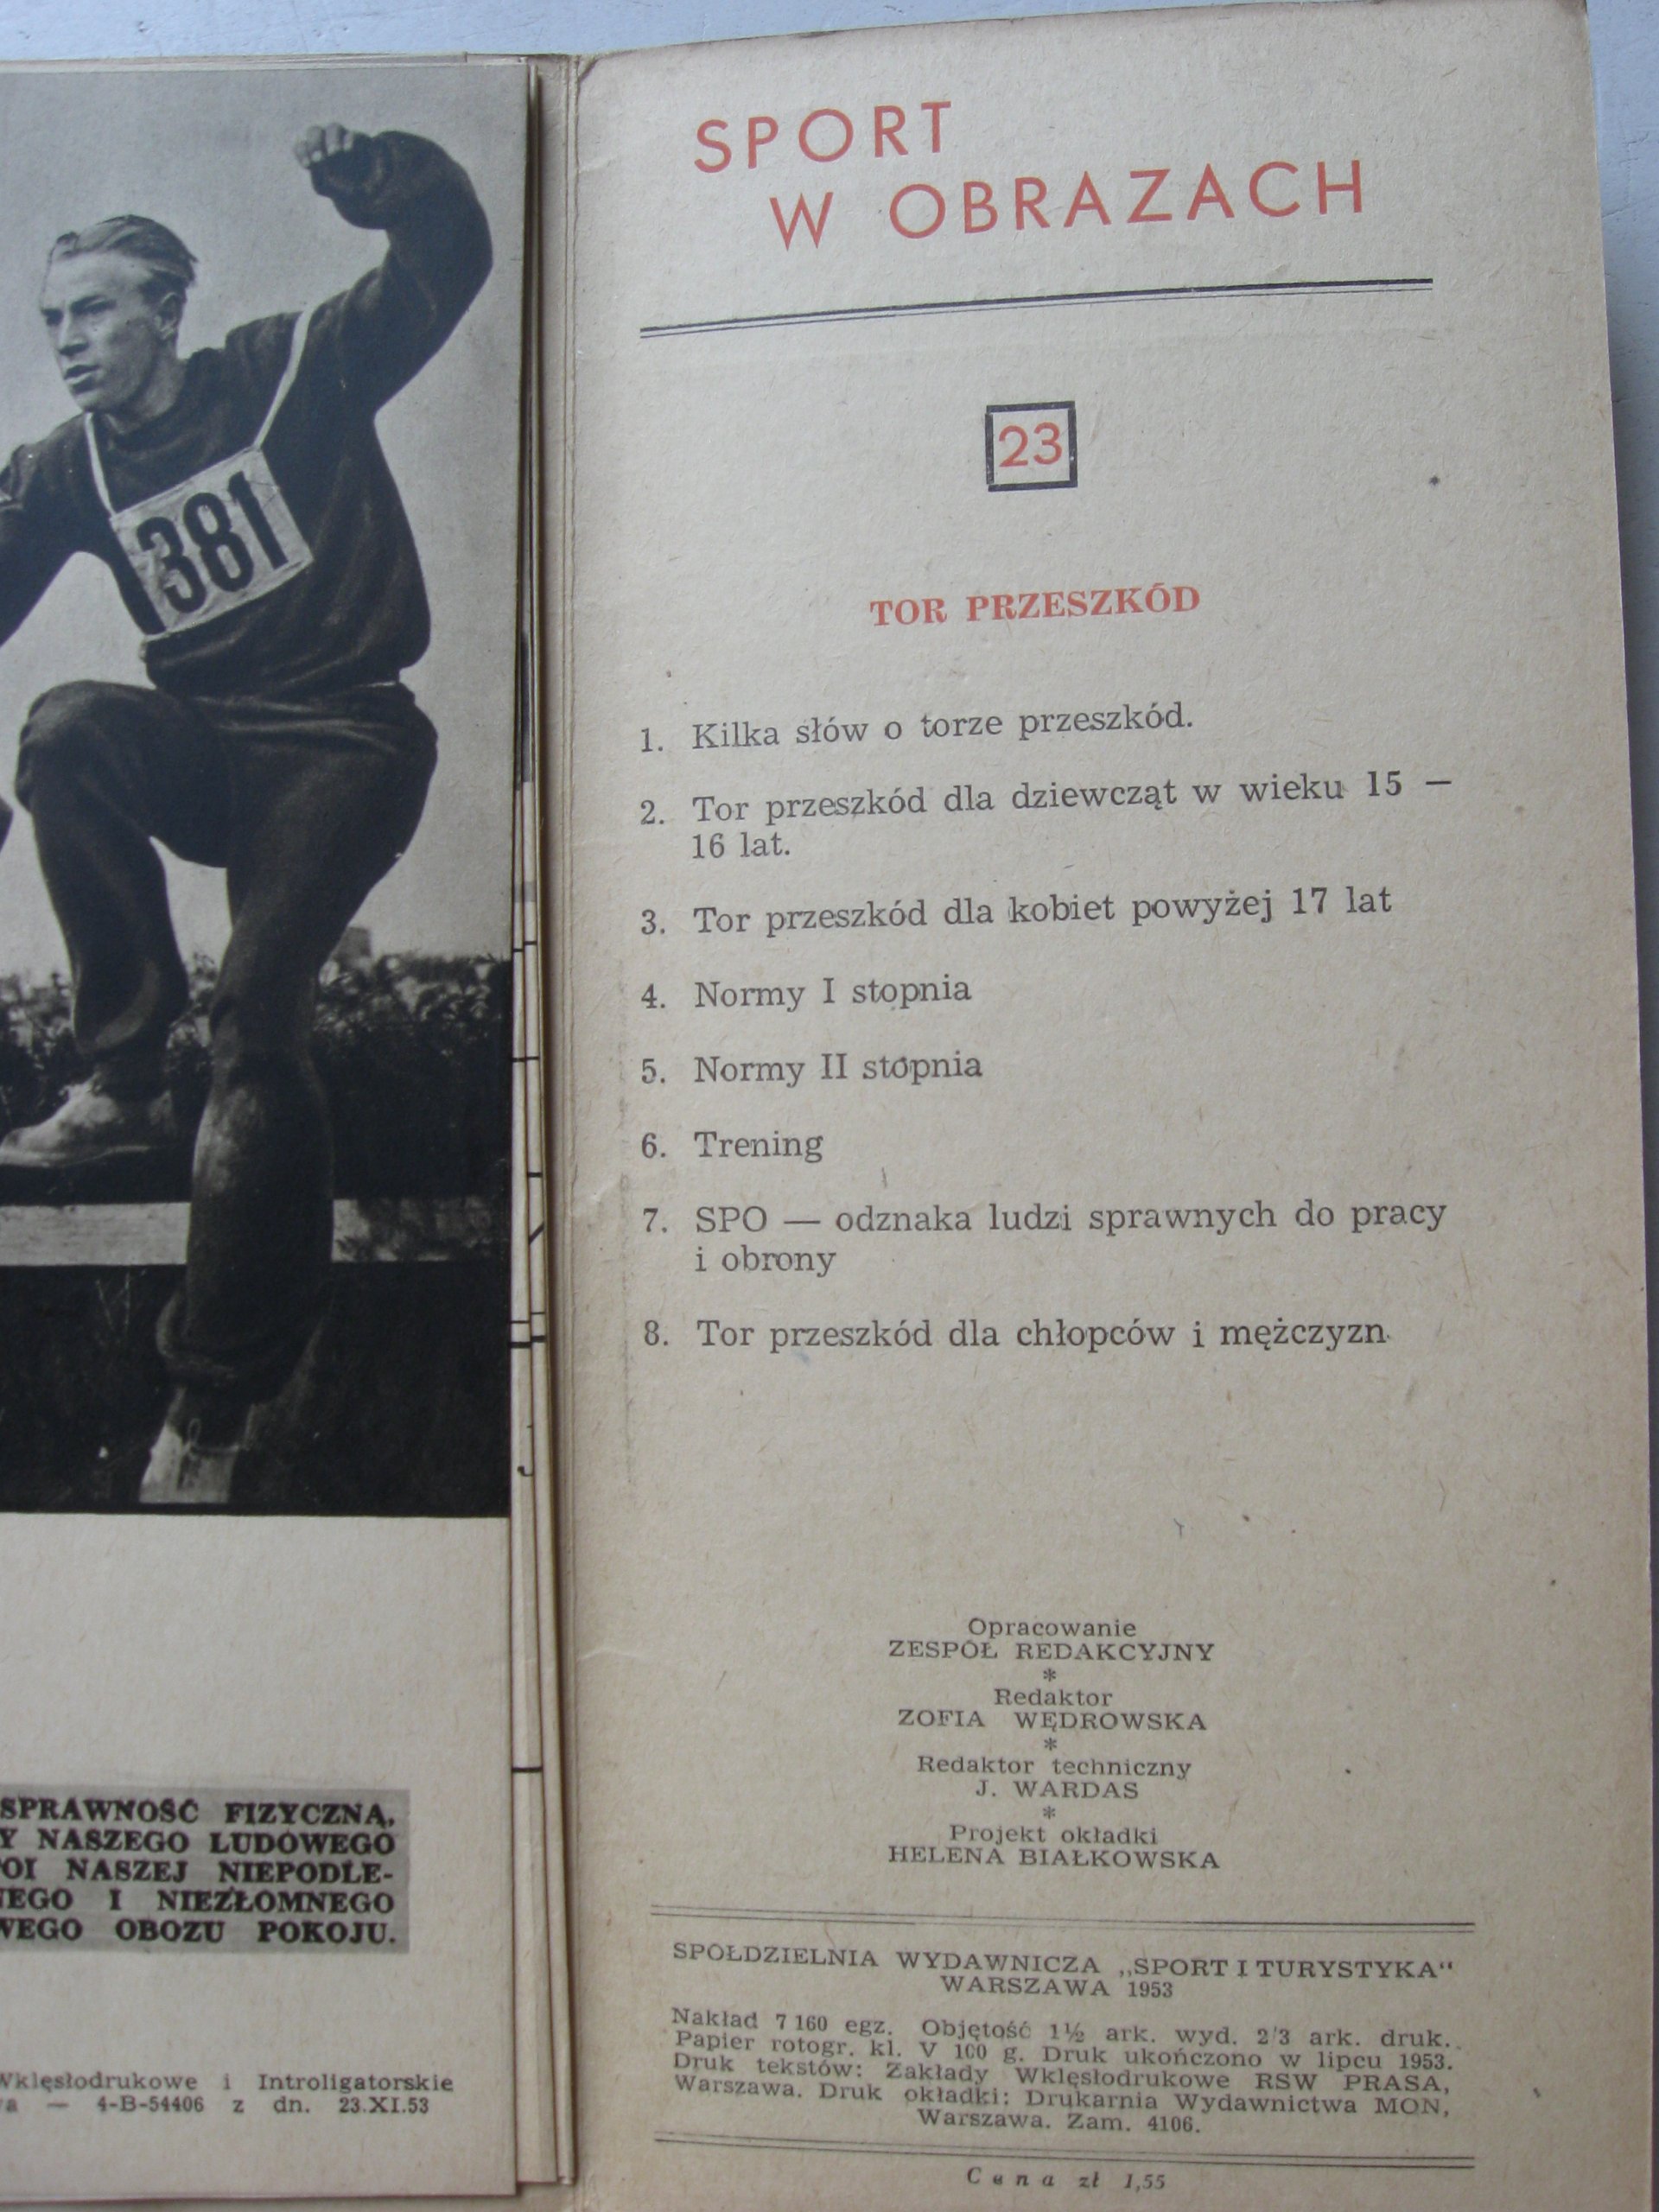 381
SPRAWNOŚĆ FIZYCZNĄ,
Y NASZEGO LUDOWEGO
OI NASZEJ NIEPODLE-
NEGO I NIEZŁOMNEGO
WEGO OBOZU POKOJU.
Wklęsłodrukowe i Introligatorskie
a — 4-B-54406 z dn. 23.XI.53
SPORT
W OBRAZACH
23
TOR PRZESZKÓD
1. Kilka słów o torze przeszkód.
2. Tor przeszkód dla dziewcząt w wieku 15 —
16 lat.
3. Tor przeszkód dla kobiet powyżej 17 lat
4. Normy I stopnia
5. Normy II stopnia
6. Trening
7. SPO — odznaka ludzi sprawnych do pracy
i obrony
8. Tor przeszkód dla chłopców i mężczyzn
Opracowanie
ZESPÓŁ REDAKCYJNY
*
Redaktor
ZOFIA WĘDROWSKA
*
Redaktor techniczny
J. WARDAS
*
Projekt okładki
HELENA BIAŁKOWSKA
SPÓŁDZIELNIA WYDAWNICZA „SPORT I TURYSTYKA"
WARSZAWA 1953
Nakład 7 160 egz. Objętość 1½ ark. wyd. 2/3 ark. druk.
Papier rotogr. kl. V 100 g. Druk ukończono w lipcu 1953.
Druk tekstów: Zakłady Wklęsłodrukowe RSW PRASA,
Warszawa. Druk okładki: Drukarnia Wydawnictwa MON,
Warszawa. Zam. 4106.
Cena zł 1,55